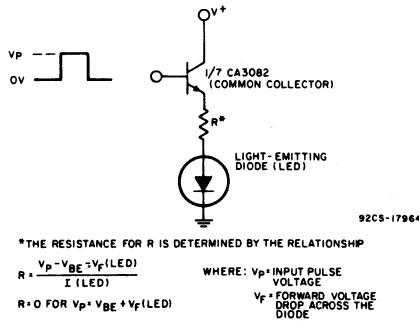 V+
VP
OV
1/7 CA3082
(COMMON COLLECTOR)
R*
LIGHT-EMITTING
DIODE (LED)
92CS-17964
*THE RESISTANCE FOR R IS DETERMINED BY THE RELATIONSHIP
R = VP-VBE-VF(LED) / I (LED)
WHERE: VP= INPUT PULSE
VOLTAGE
R=O FOR VP= VBE + VF(LED)
VF= FORWARD VOLTAGE
DROP ACROSS THE
DIODE